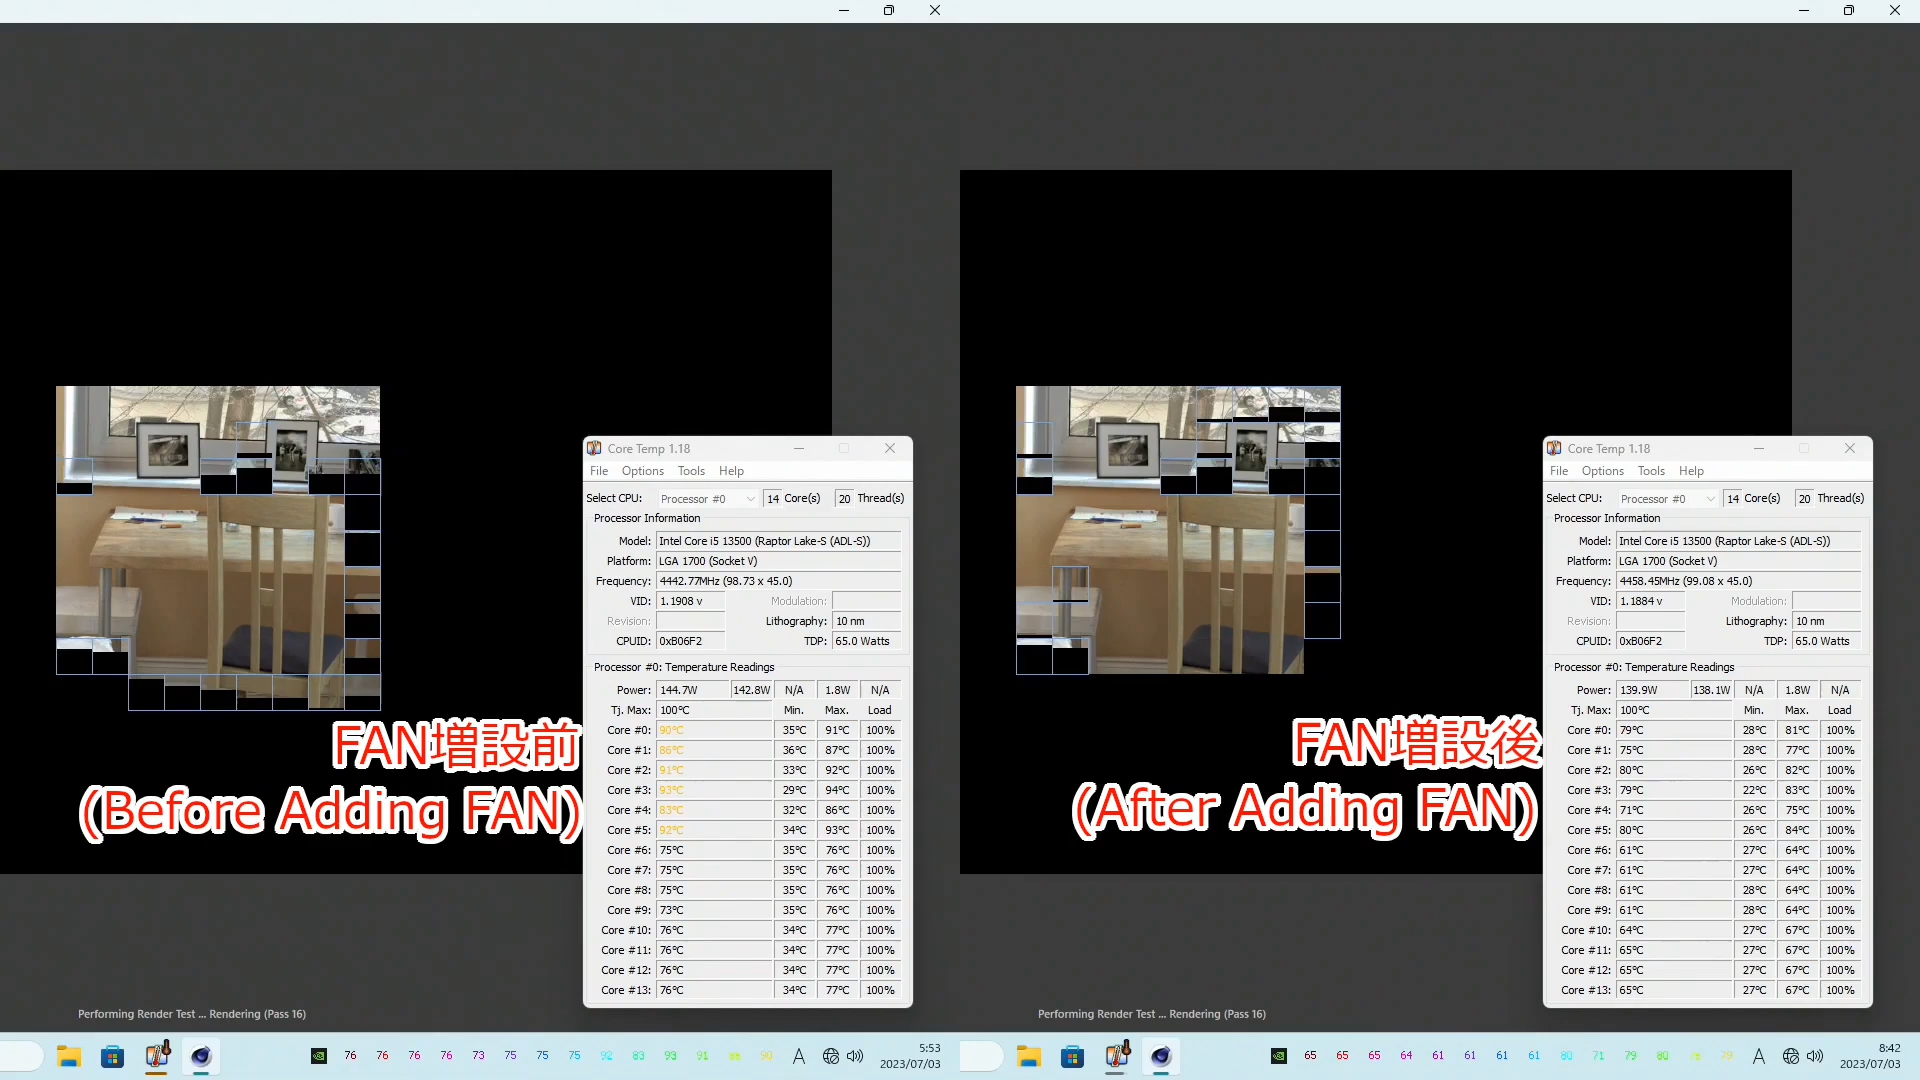 Core Temp 1.18
File Options Tools Help
Select CPU: Processor #0 14 Core(s) 20 Thread(s)
Processor Information
Model: Intel Core i5 13500 (Raptor Lake-S (ADL-S))
Platform: LGA 1700 (Socket V)
Frequency: 4442.77MHz (98.73 x 45.0)
VID: 1.1908 v Modulation:
Revision: Lithography: 10 nm
CPUID: 0xB06F2 TDP: 65.0 Watts
Processor #0: Temperature Readings
Power: 144.7W 142.8W N/A 1.8W N/A
Tj. Max: 100°C Min. Max. Load
Core #0: 90°C 35°C 91°C 100%
Core #1: 86°C 36°C 87°C 100%
Core #2: 91°C 33°C 92°C 100%
Core #3: 93°C 29°C 94°C 100%
Core #4: 83°C 32°C 86°C 100%
Core #5: 92°C 34°C 93°C 100%
Core #6: 75°C 35°C 76°C 100%
Core #7: 75°C 35°C 76°C 100%
Core #8: 75°C 35°C 76°C 100%
Core #9: 73°C 35°C 76°C 100%
Core #10: 76°C 34°C 77°C 100%
Core #11: 76°C 34°C 77°C 100%
Core #12: 76°C 34°C 77°C 100%
Core #13: 76°C 34°C 77°C 100%
FAN増設前
(Before Adding FAN)
Performing Render Test ... Rendering (Pass 16)
76 76 76 76 73 75 75 75 92 83 93 91 86 90 A 5:53
2023/07/03
Core Temp 1.18
File Options Tools Help
Select CPU: Processor #0 14 Core(s) 20 Thread(s)
Processor Information
Model: Intel Core i5 13500 (Raptor Lake-S (ADL-S))
Platform: LGA 1700 (Socket V)
Frequency: 4458.45MHz (99.08 x 45.0)
VID: 1.1884 v Modulation:
Revision: Lithography: 10 nm
CPUID: 0xB06F2 TDP: 65.0 Watts
Processor #0: Temperature Readings
Power: 139.9W 138.1W N/A 1.8W N/A
Tj. Max: 100°C Min. Max. Load
Core #0: 79°C 28°C 81°C 100%
Core #1: 75°C 28°C 77°C 100%
Core #2: 80°C 26°C 82°C 100%
Core #3: 79°C 22°C 83°C 100%
Core #4: 71°C 26°C 75°C 100%
Core #5: 80°C 26°C 84°C 100%
Core #6: 61°C 27°C 64°C 100%
Core #7: 61°C 27°C 64°C 100%
Core #8: 61°C 28°C 64°C 100%
Core #9: 61°C 28°C 64°C 100%
Core #10: 64°C 27°C 67°C 100%
Core #11: 65°C 27°C 67°C 100%
Core #12: 65°C 27°C 67°C 100%
Core #13: 65°C 27°C 67°C 100%
FAN増設後
(After Adding FAN)
Performing Render Test ... Rendering (Pass 16)
65 65 65 64 61 61 61 61 80 71 79 80 79 A 8:42
2023/07/03